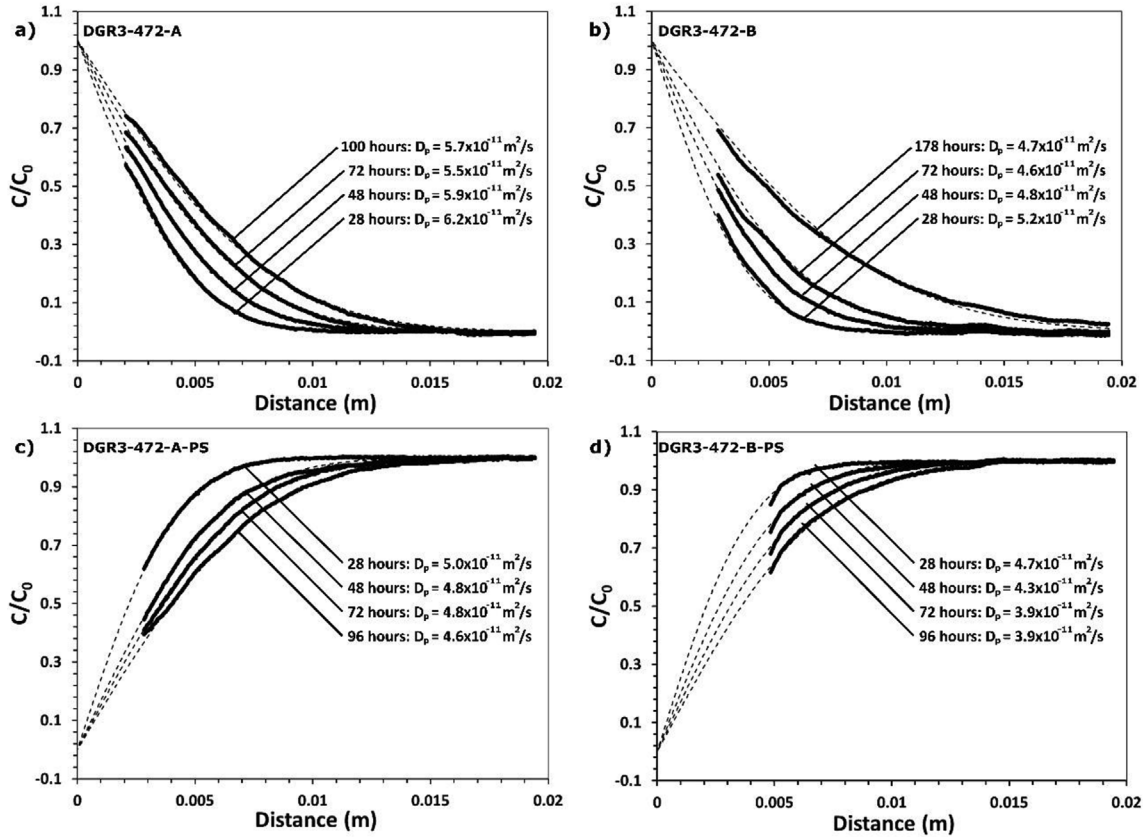 a)
DGR3-472-A
C/C₀
1.1
0.9
0.7
0.5
0.3
0.1
-0.1
100 hours: Dₚ = 5.7x10⁻¹¹ m²/s
72 hours: Dₚ = 5.5x10⁻¹¹ m²/s
48 hours: Dₚ = 5.9x10⁻¹¹ m²/s
28 hours: Dₚ = 6.2x10⁻¹¹ m²/s
0 0.005 0.01 0.015 0.02
Distance (m)
b)
DGR3-472-B
C/C₀
1.1
0.9
0.7
0.5
0.3
0.1
-0.1
178 hours: Dₚ = 4.7x10⁻¹¹ m²/s
72 hours: Dₚ = 4.6x10⁻¹¹ m²/s
48 hours: Dₚ = 4.8x10⁻¹¹ m²/s
28 hours: Dₚ = 5.2x10⁻¹¹ m²/s
0 0.005 0.01 0.015 0.02
Distance (m)
c)
DGR3-472-A-PS
C/C₀
1.1
0.9
0.7
0.5
0.3
0.1
-0.1
28 hours: Dₚ = 5.0x10⁻¹¹ m²/s
48 hours: Dₚ = 4.8x10⁻¹¹ m²/s
72 hours: Dₚ = 4.8x10⁻¹¹ m²/s
96 hours: Dₚ = 4.6x10⁻¹¹ m²/s
0 0.005 0.01 0.015 0.02
Distance (m)
d)
DGR3-472-B-PS
C/C₀
1.1
0.9
0.7
0.5
0.3
0.1
-0.1
28 hours: Dₚ = 4.7x10⁻¹¹ m²/s
48 hours: Dₚ = 4.3x10⁻¹¹ m²/s
72 hours: Dₚ = 3.9x10⁻¹¹ m²/s
96 hours: Dₚ = 3.9x10⁻¹¹ m²/s
0 0.005 0.01 0.015 0.02
Distance (m)